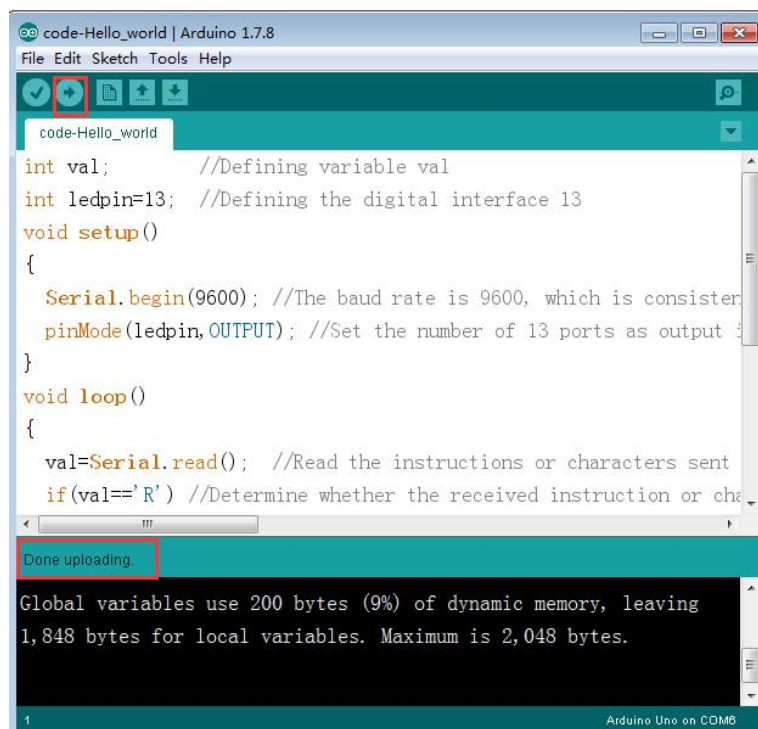 code-Hello_world | Arduino 1.7.8
File Edit Sketch Tools Help
code-Hello_world
int val; //Defining variable val
int ledpin=13; //Defining the digital interface 13
void setup()
{
Serial.begin(9600); //The baud rate is 9600, which is consisten
pinMode(ledpin,OUTPUT); //Set the number of 13 ports as output i
}
void loop()
{
val=Serial.read(); //Read the instructions or characters sent
if(val=='R') //Determine whether the received instruction or cha
Done uploading.
Global variables use 200 bytes (9%) of dynamic memory, leaving
1,848 bytes for local variables. Maximum is 2,048 bytes.
1 Arduino Uno on COM6